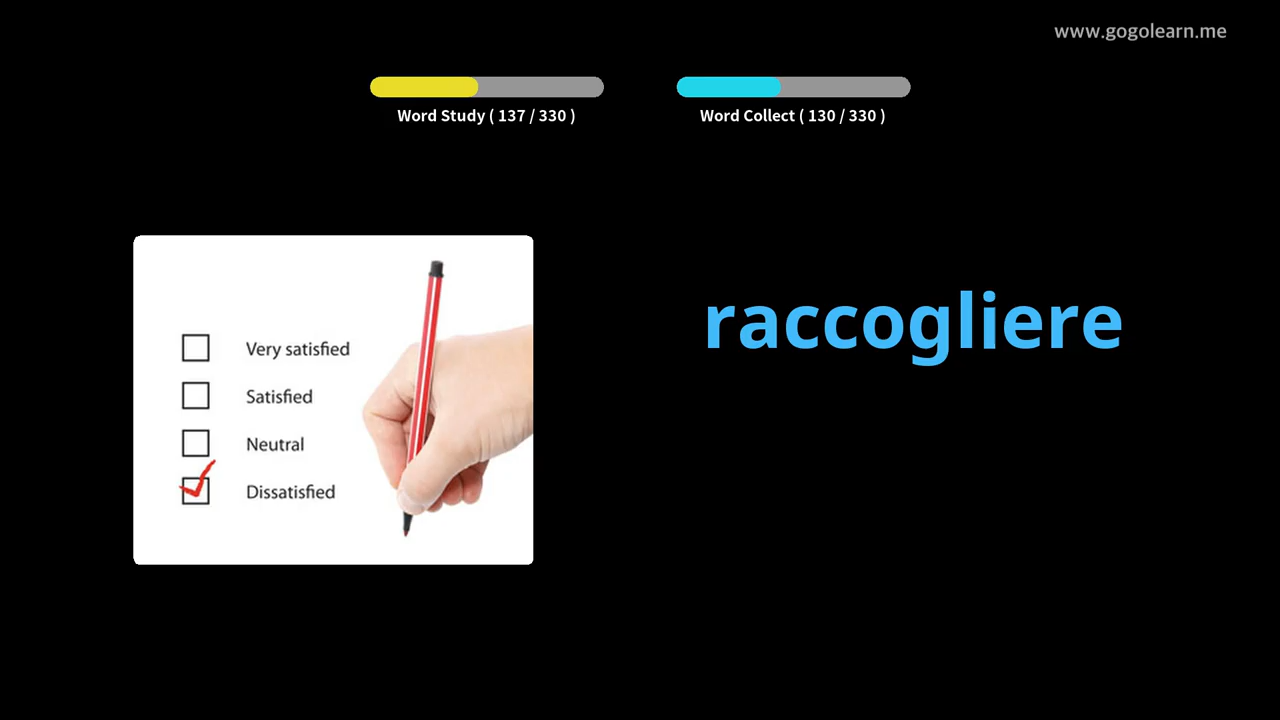 www.gogolearn.me
Word Study ( 137 / 330 )
Word Collect ( 130 / 330 )
raccogliere
Very satisfied
Satisfied
Neutral
Dissatisfied